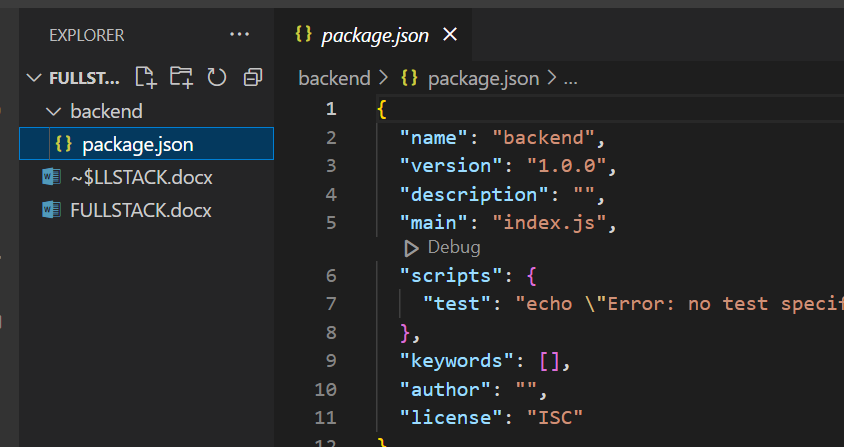 EXPLORER
FULLST...
backend
{} package.json
~$LLSTACK.docx
FULLSTACK.docx
{} package.json
backend > {} package.json > ...
1 {
2 "name": "backend",
3 "version": "1.0.0",
4 "description": "",
5 "main": "index.js",
Debug
6 "scripts": {
7 "test": "echo \"Error: no test specif
8 },
9 "keywords": [],
10 "author": "",
11 "license": "ISC"
12 }